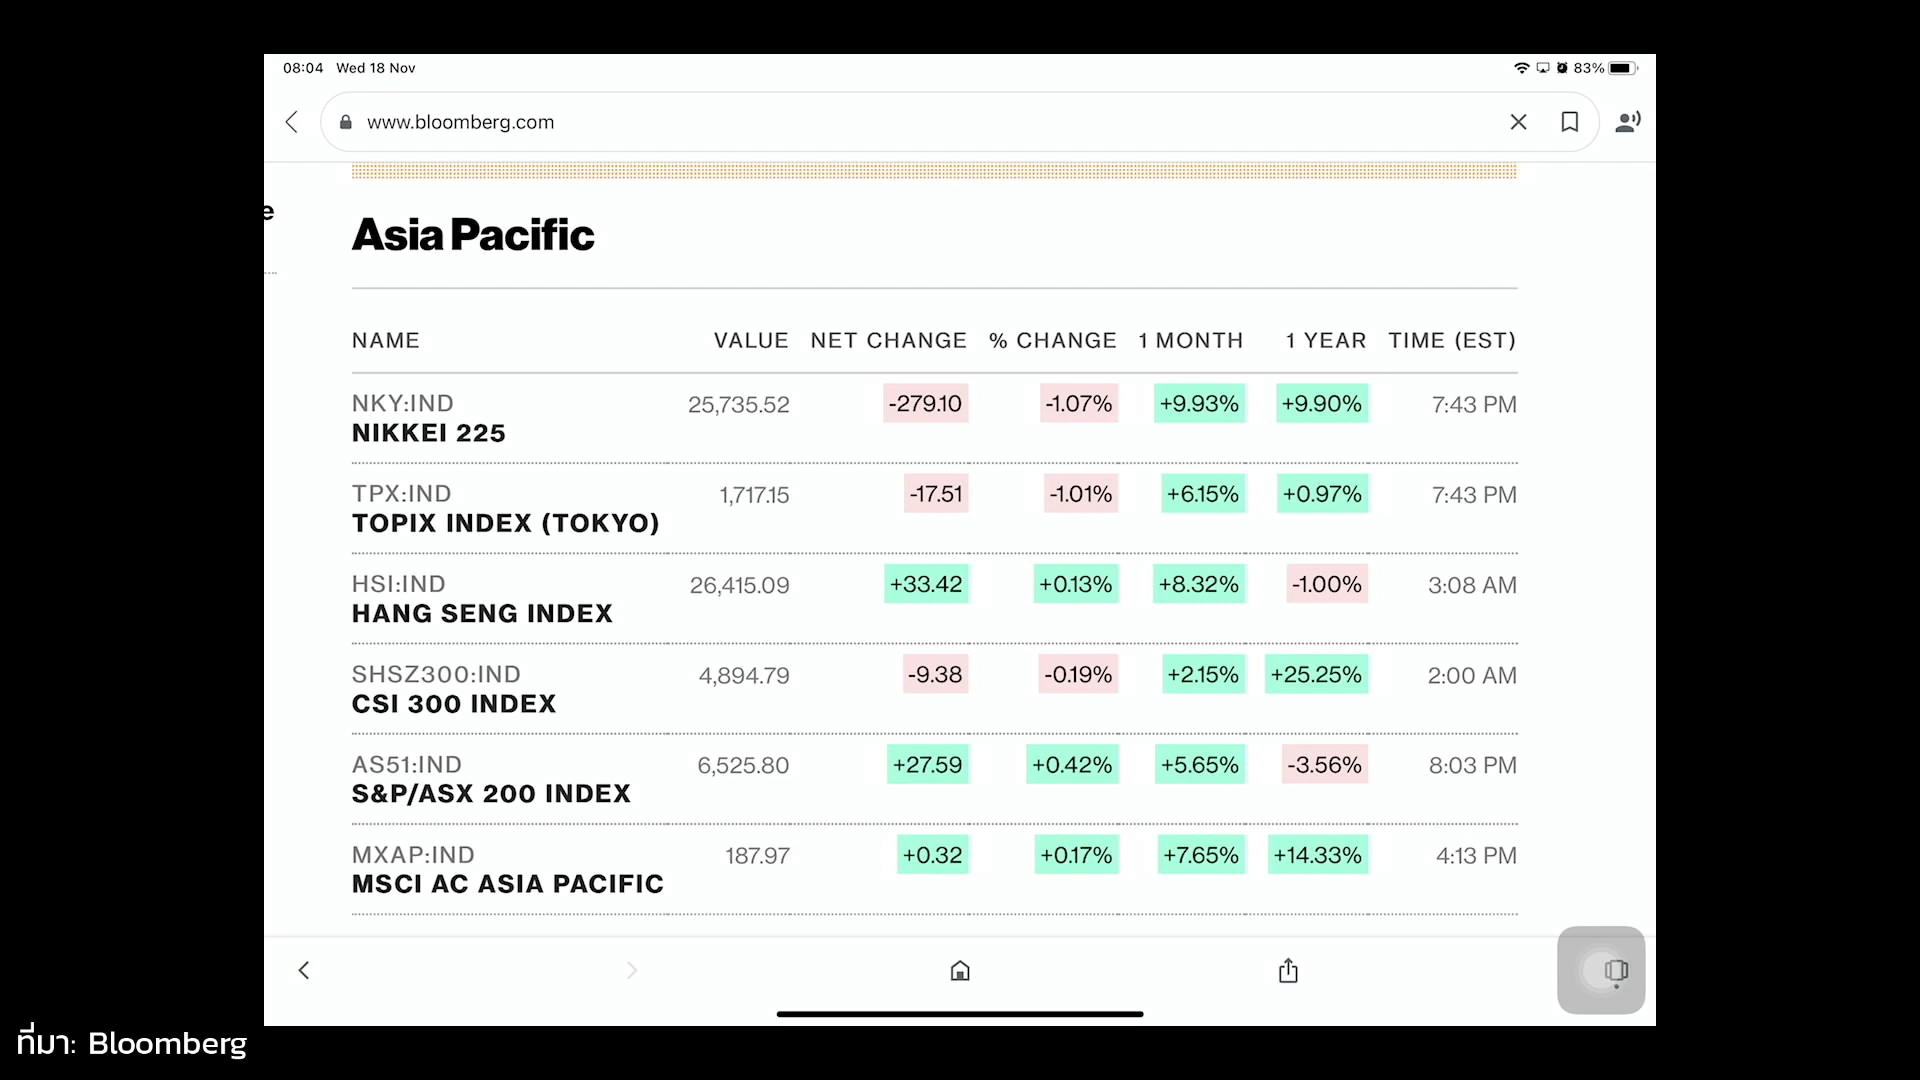 08:04 Wed 18 Nov 83%
www.bloomberg.com
e
Asia Pacific
NAME VALUE NET CHANGE % CHANGE 1 MONTH 1 YEAR TIME (EST)
NKY:IND 25,735.52 -279.10 -1.07% +9.93% +9.90% 7:43 PM
NIKKEI 225
TPX:IND 1,717.15 -17.51 -1.01% +6.15% +0.97% 7:43 PM
TOPIX INDEX (TOKYO)
HSI:IND 26,415.09 +33.42 +0.13% +8.32% -1.00% 3:08 AM
HANG SENG INDEX
SHSZ300:IND 4,894.79 -9.38 -0.19% +2.15% +25.25% 2:00 AM
CSI 300 INDEX
AS51:IND 6,525.80 +27.59 +0.42% +5.65% -3.56% 8:03 PM
S&P/ASX 200 INDEX
MXAP:IND 187.97 +0.32 +0.17% +7.65% +14.33% 4:13 PM
MSCI AC ASIA PACIFIC
ที่มา: Bloomberg